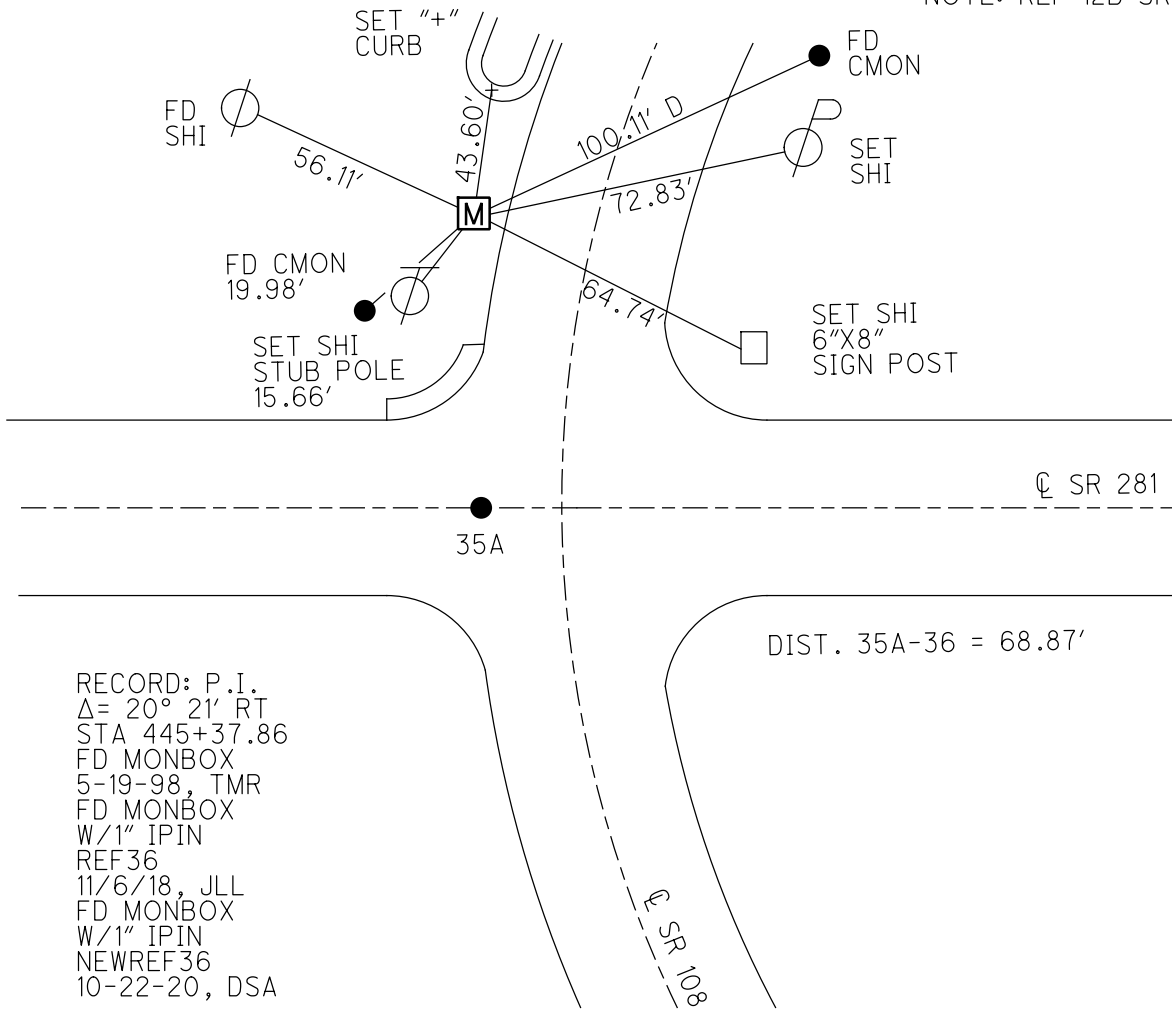 NOTE: REF 42B SR
SET "+"
CURB
FD
CMON
FD
SHI
43.60'
100.11' D
SET
SHI
56.11'
72.83'
M
FD CMON
19.98'
64.74'
SET SHI
6"X8"
SIGN POST
SET SHI
STUB POLE
15.66'
℄ SR 281
35A
DIST. 35A-36 = 68.87'
RECORD: P.I.
Δ= 20° 21' RT
STA 445+37.86
FD MONBOX
5-19-98, TMR
FD MONBOX
W/1" IPIN
REF36
11/6/18, JLL
FD MONBOX
W/1" IPIN
NEWREF36
10-22-20, DSA
℄ SR 108